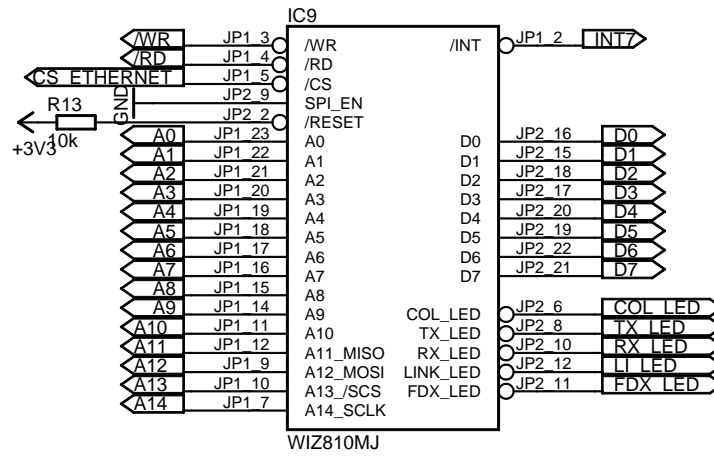 IC9
/WR JP1_3 /WR /INT JP1_2 INT7
/RD JP1_4 /RD
CS_ETHERNET JP1_5 /CS
GND JP2_9 SPI_EN
R13 JP2_2 /RESET
+3V3 10k
A0 JP1_23 A0 D0 JP2_16 D0
A1 JP1_22 A1 D1 JP2_15 D1
A2 JP1_21 A2 D2 JP2_18 D2
A3 JP1_20 A3 D3 JP2_17 D3
A4 JP1_19 A4 D4 JP2_20 D4
A5 JP1_18 A5 D5 JP2_19 D5
A6 JP1_17 A6 D6 JP2_22 D6
A7 JP1_16 A7 D7 JP2_21 D7
A8 JP1_15 A8
A9 JP1_14 A9 COL_LED JP2_6 COL_LED
A10 JP1_11 A10 TX_LED JP2_8 TX_LED
A11 JP1_12 A11_MISO RX_LED JP2_10 RX_LED
A12 JP1_9 A12_MOSI LINK_LED JP2_12 LI_LED
A13 JP1_10 A13_/SCS FDX_LED JP2_11 FDX_LED
A14 JP1_7 A14_SCLK
WIZ810MJ